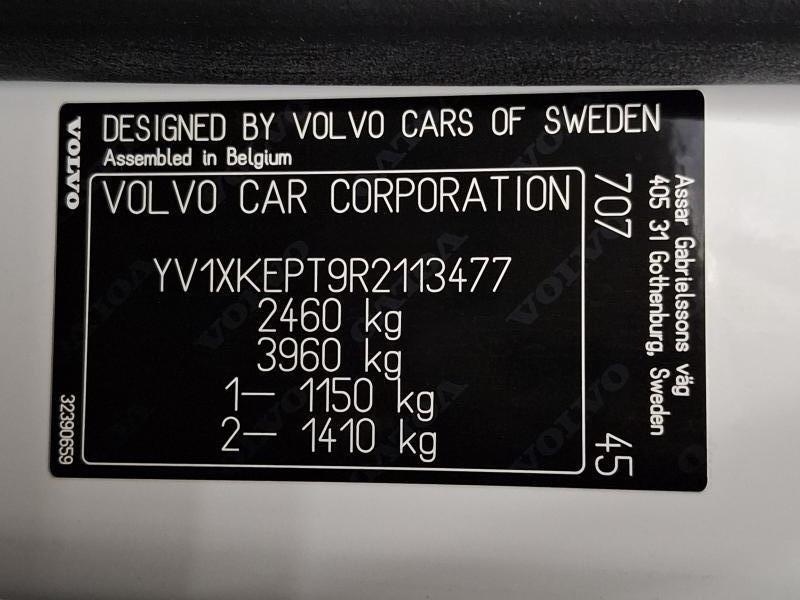 VOLVO
DESIGNED BY VOLVO CARS OF SWEDEN
Assembled in Belgium
VOLVO CAR CORPORATION
YV1XKEPT9R2113477
2460 kg
3960 kg
1— 1150 kg
2— 1410 kg
707
45
Assar Gabrielssons väg
405 31 Gothenburg, Sweden
32390659